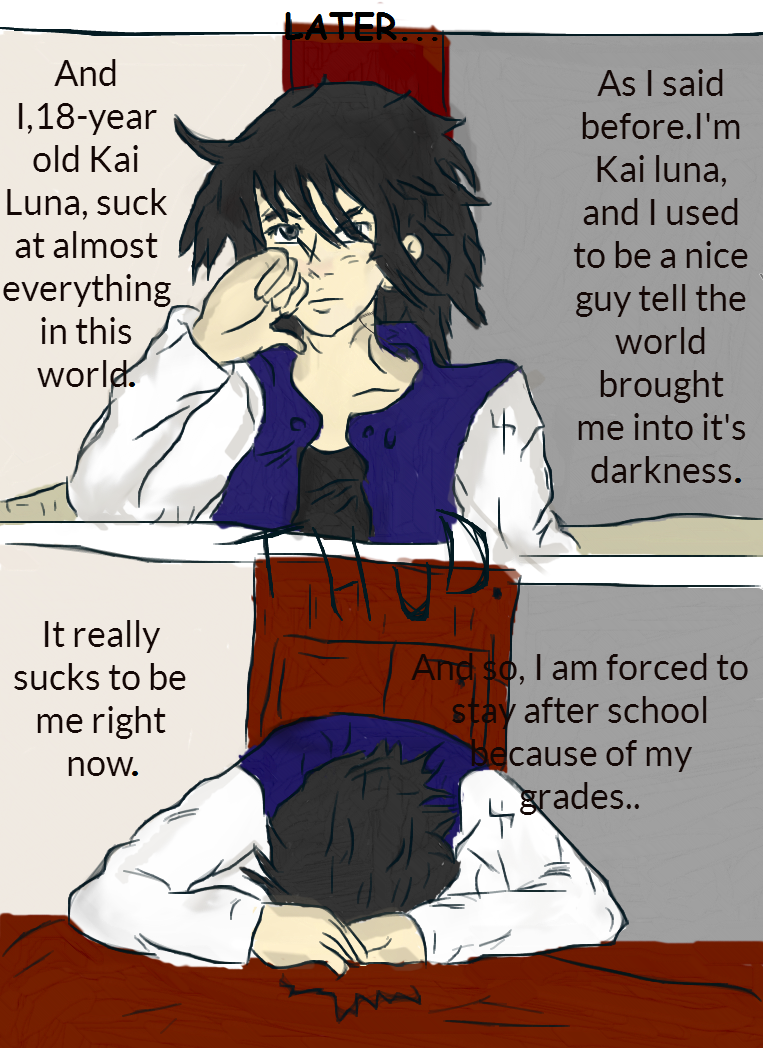 LATER...
And
I,18-year
old Kai
Luna, suck
at almost
everything
in this
world.
As I said
before.I'm
Kai luna,
and I used
to be a nice
guy tell the
world
brought
me into it's
darkness.
THUD.
It really
sucks to be
me right
now.
And so, I am forced to
stay after school
because of my
grades..
4
4